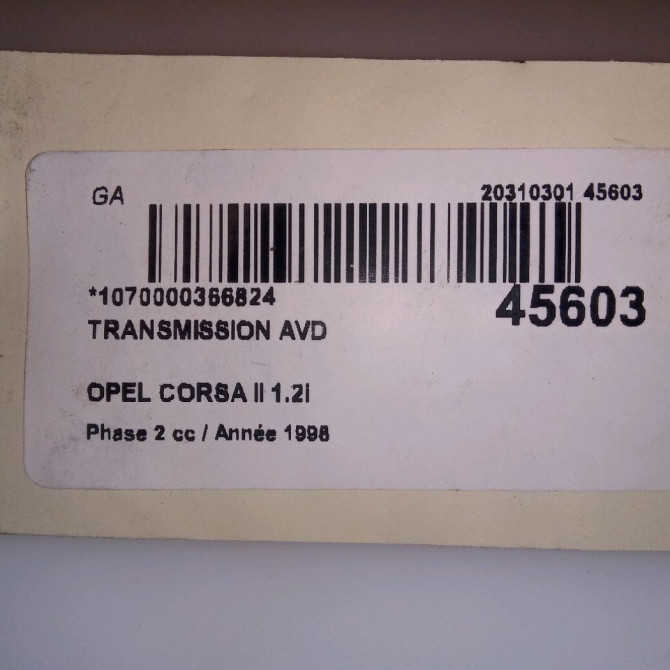 GA
20310301 45603
*1070000366824
45603
TRANSMISSION AVD
OPEL CORSA II 1.2i
Phase 2 cc / Année 1998